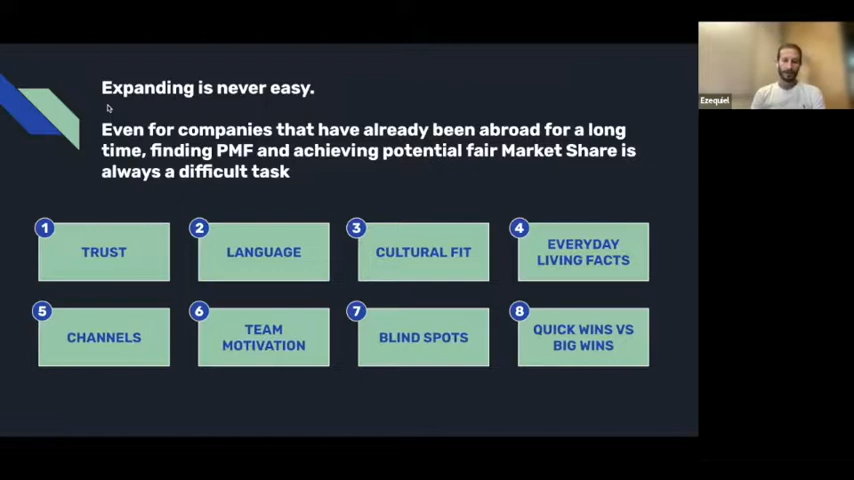 Expanding is never easy.
Even for companies that have already been abroad for a long
time, finding PMF and achieving potential fair Market Share is
always a difficult task
1
TRUST
2
LANGUAGE
3
CULTURAL FIT
4
EVERYDAY
LIVING FACTS
5
CHANNELS
6
TEAM
MOTIVATION
7
BLIND SPOTS
8
QUICK WINS VS
BIG WINS
Ezequiel